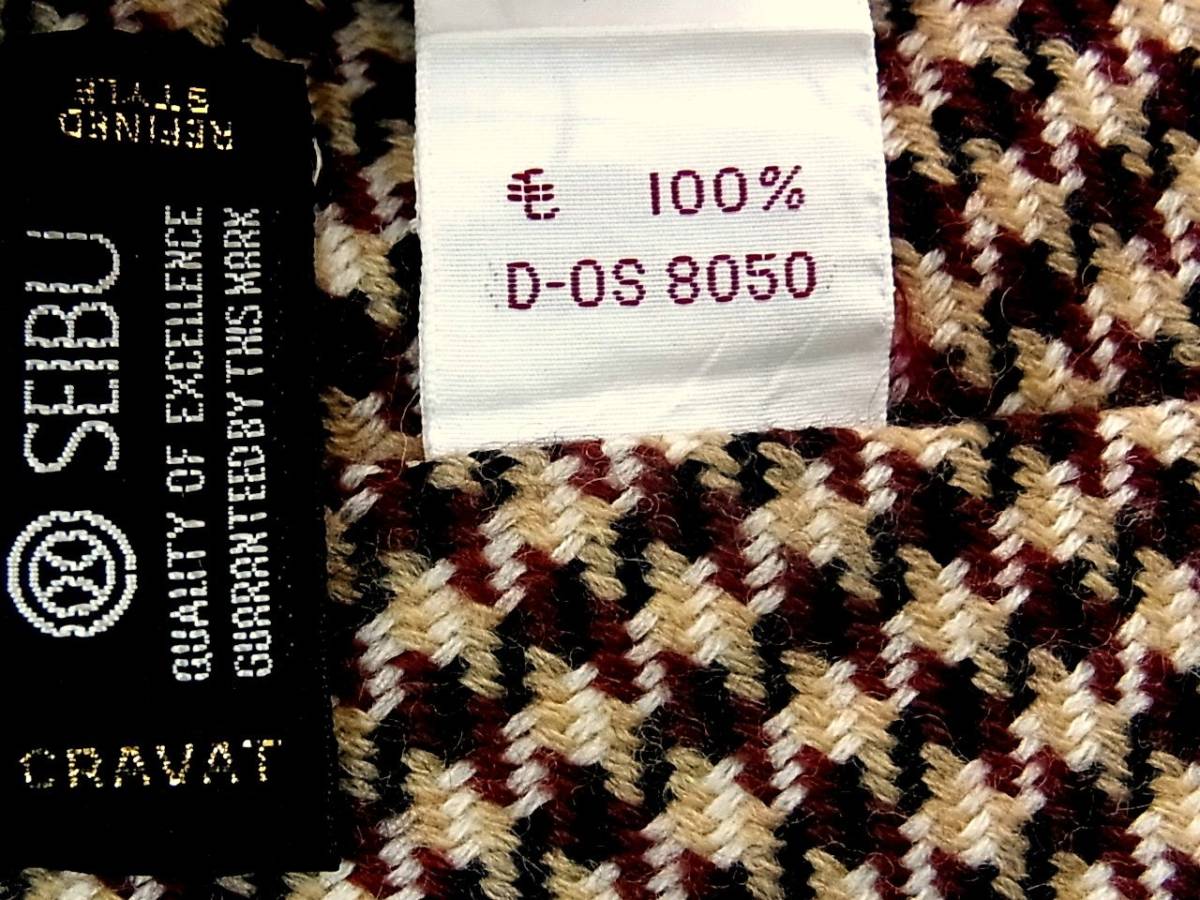 REFINED
STYLE
SEIBU
QUALITY OF EXCELLENCE
GUARANTEED BY THIS MARK
CRAVAT
毛 100%
D-OS 8050